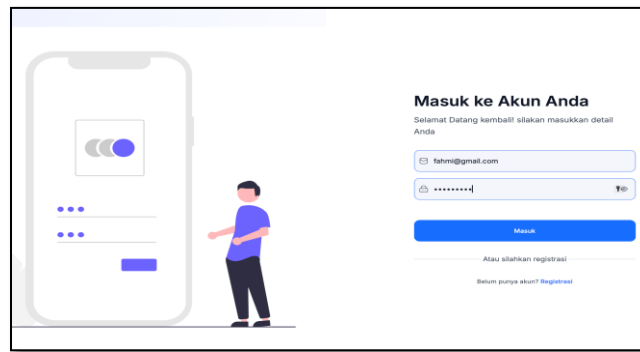 Masuk ke Akun Anda
Selamat Datang kembali! silakan masukkan detail
Anda
fahmi@gmail.com
•••••••••
Masuk
Atau silahkan registrasi
Belum punya akun? Registrasi